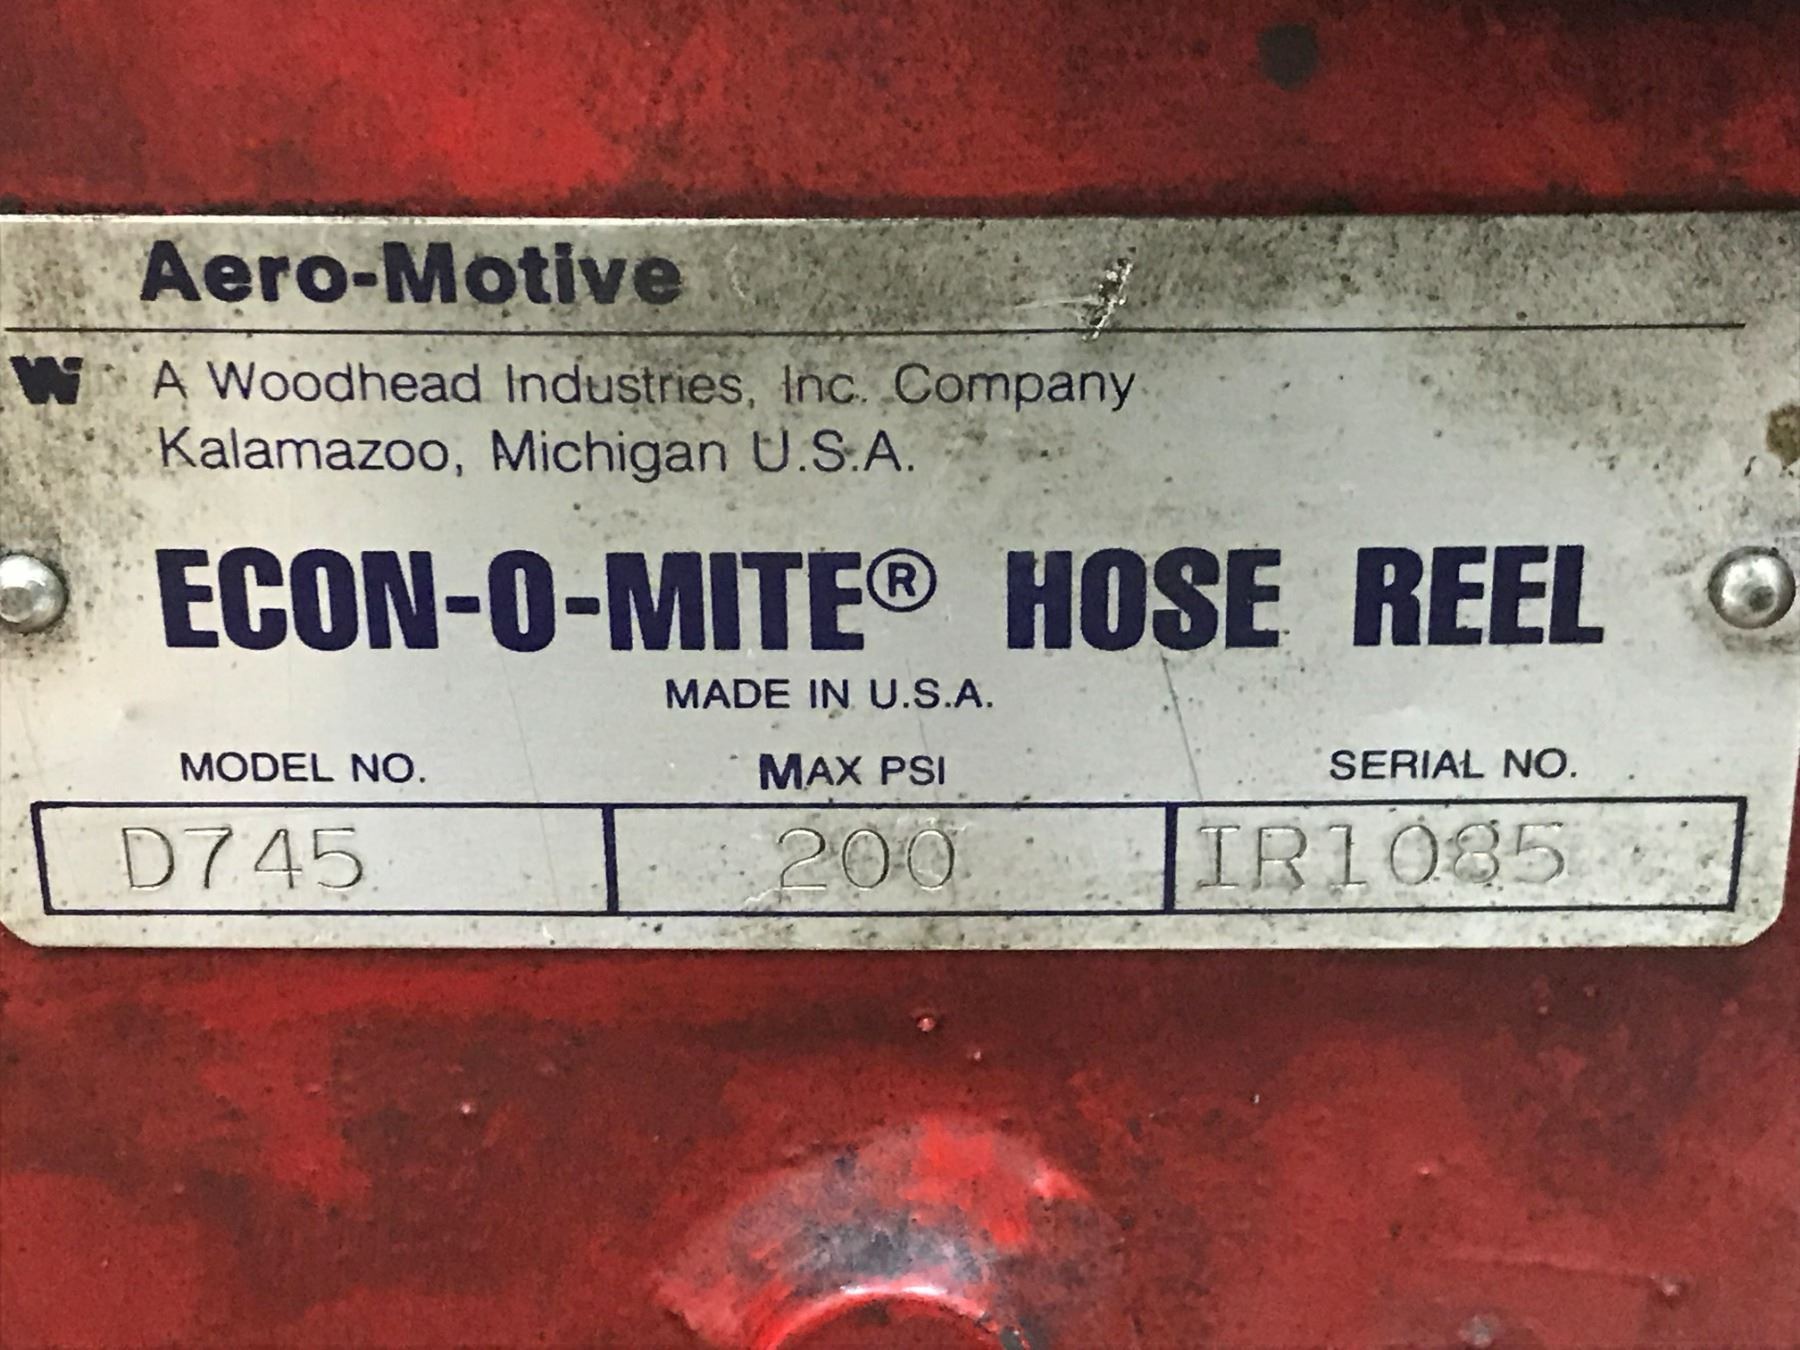 Aero-Motive
Wi A Woodhead Industries, Inc. Company
Kalamazoo, Michigan U.S.A.
ECON-O-MITE® HOSE REEL
MADE IN U.S.A.
MODEL NO. MAX PSI SERIAL NO.
D745 200 IR1085